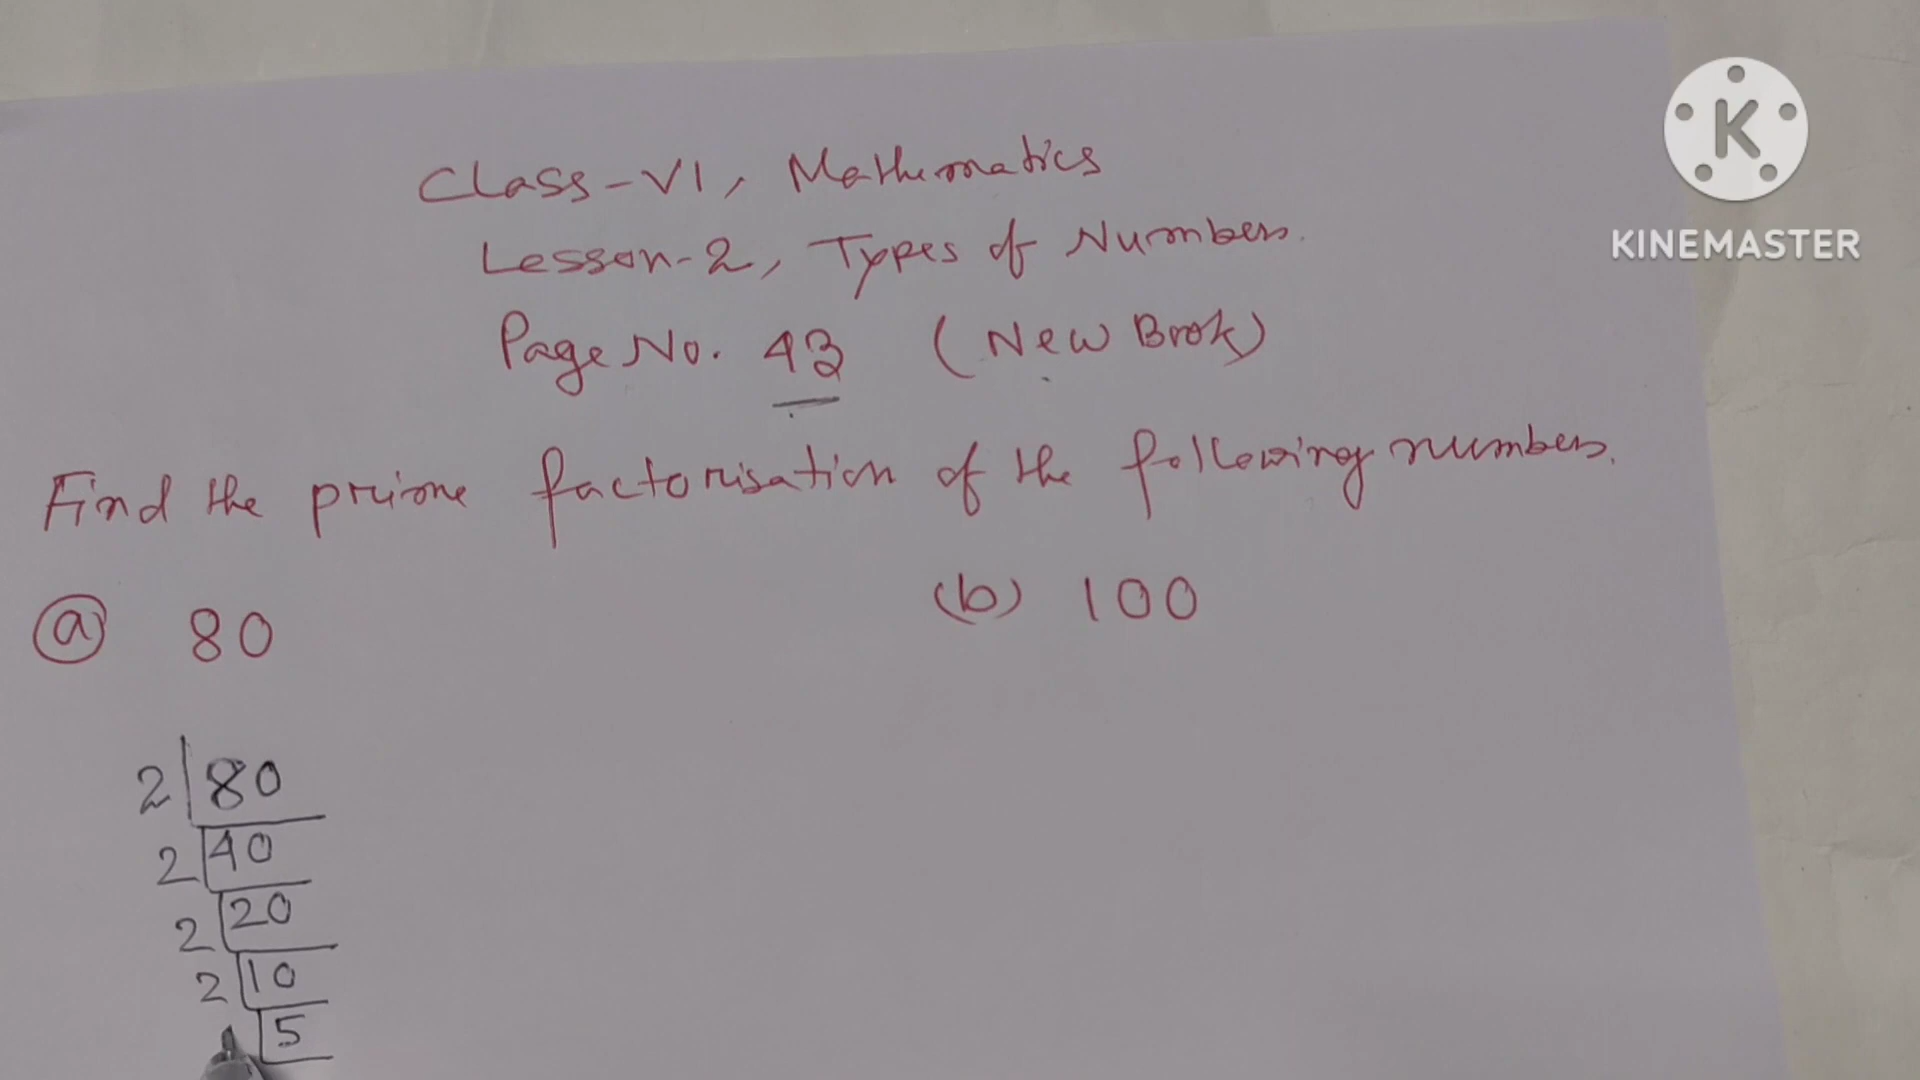 Class-VI, Mathematics
Lesson-2, Types of Numbers.
Page No. 43 (New Book)
Find the prime factorisation of the following numbers.
(a) 80 (b) 100
2 80
2 40
2 20
2 10
5
K
KINEMASTER